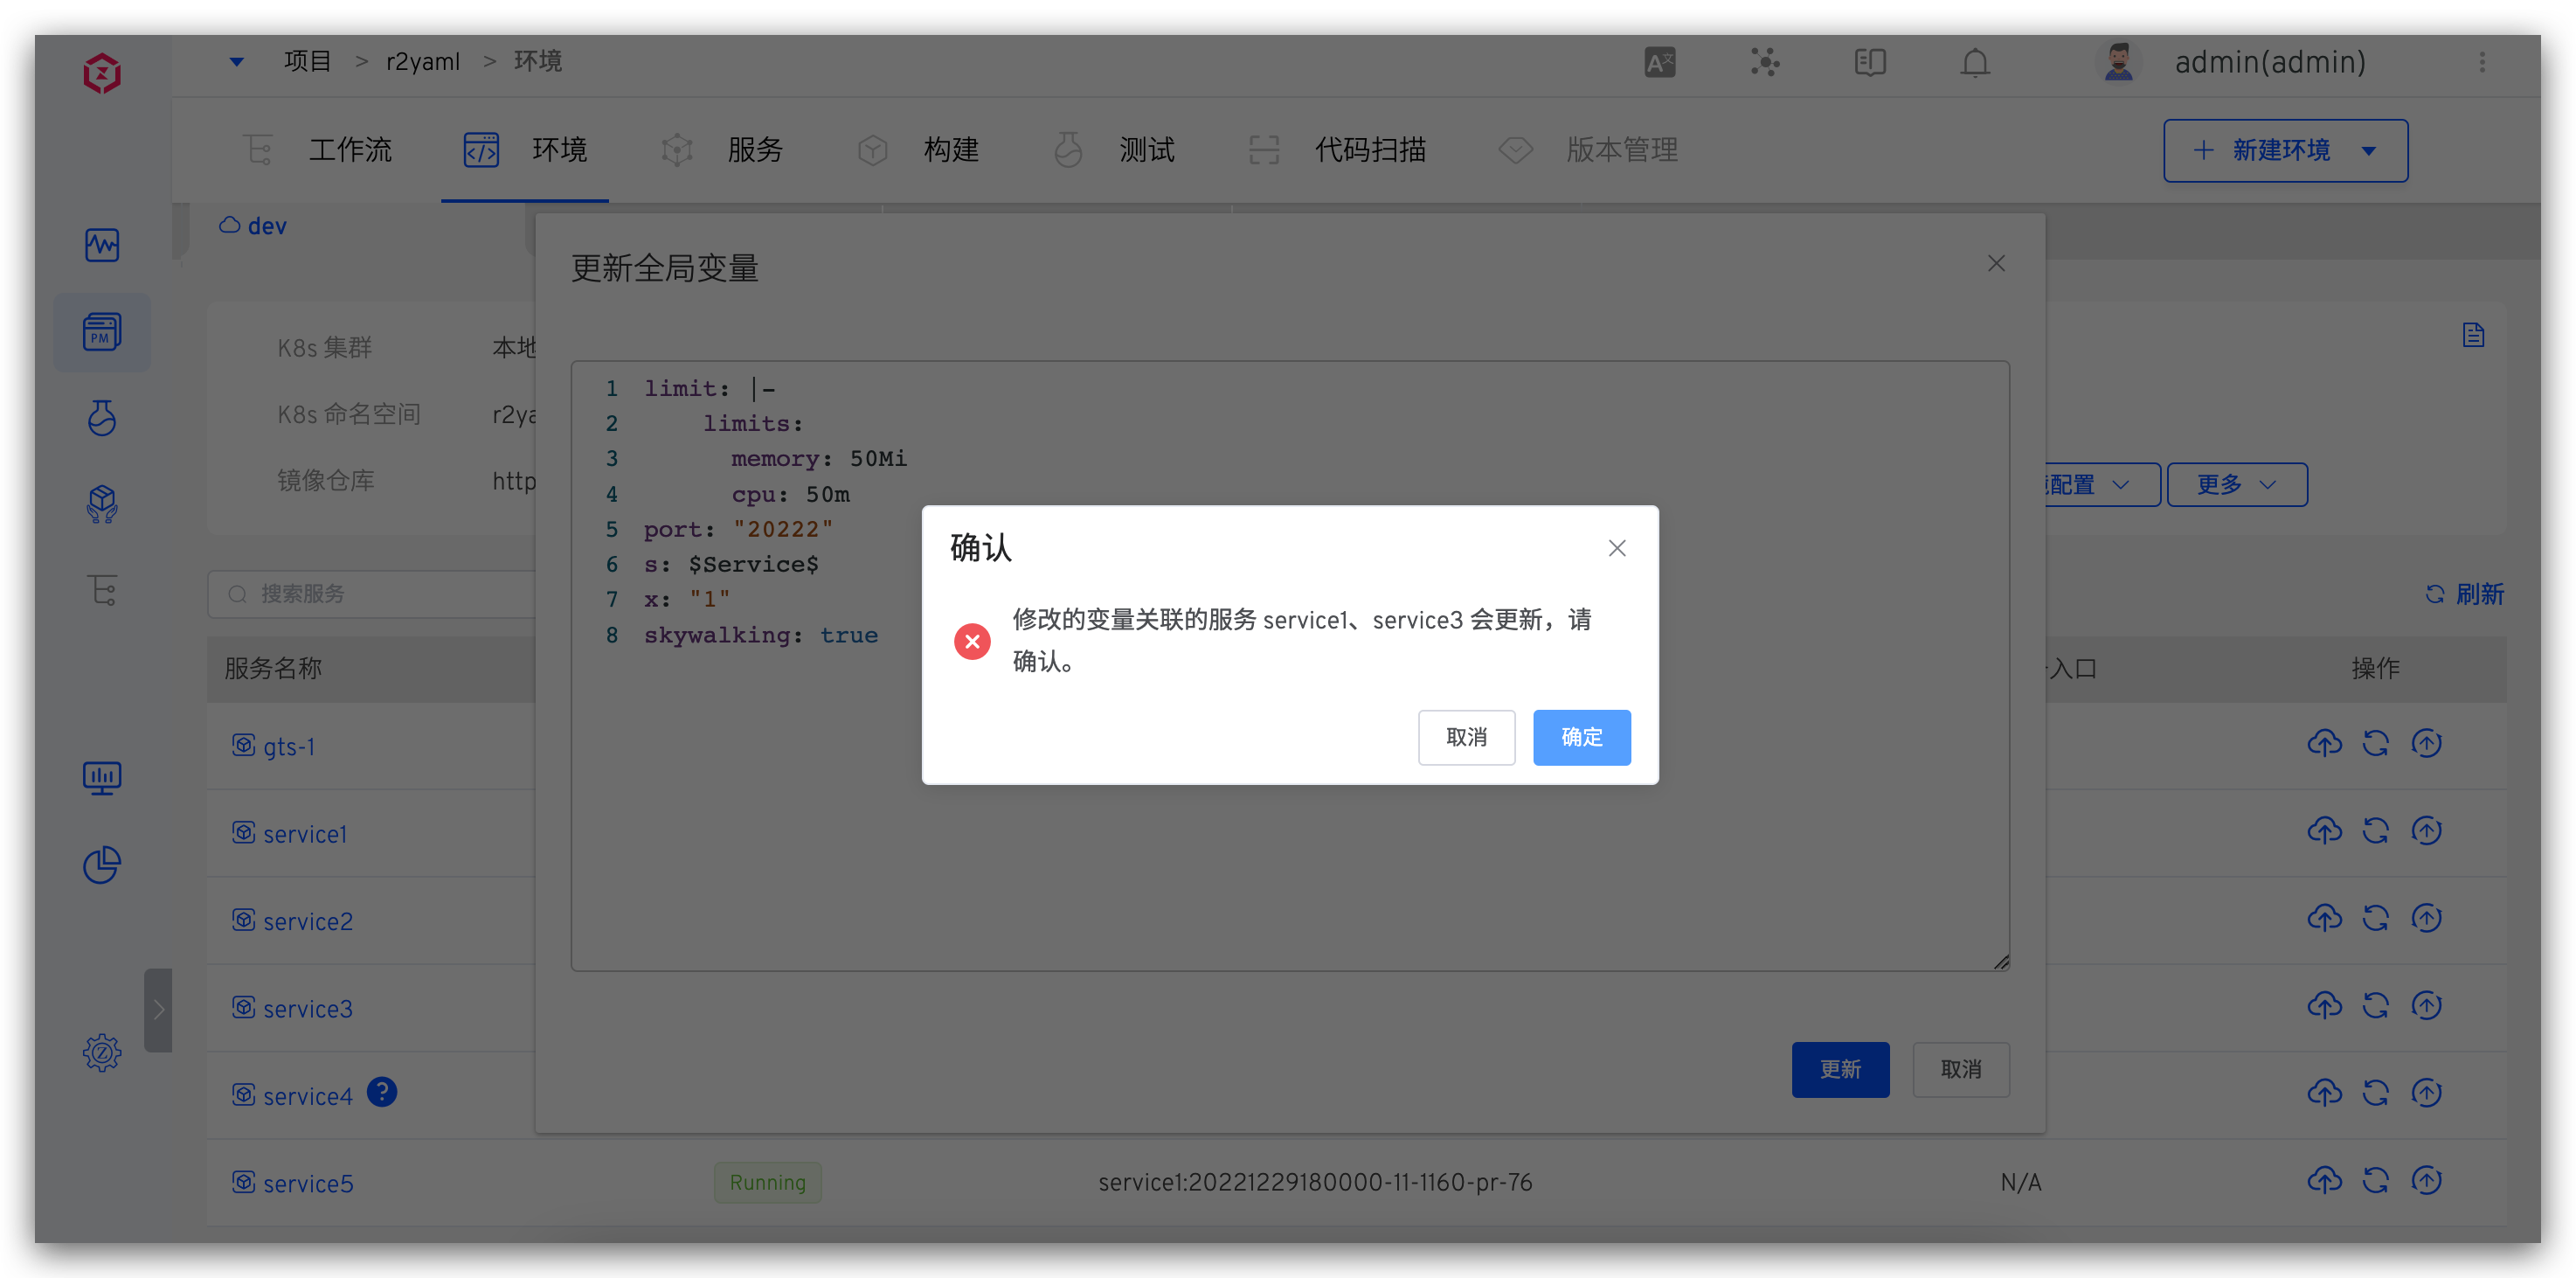 项目 > r2yaml > 环境
admin(admin)
工作流 环境 服务 构建 测试 代码扫描 版本管理
+ 新建环境
dev
更新全局变量
K8s 集群 本地
K8s 命名空间 r2ya
镜像仓库 http
配置 更多
1 limit: |-
2 limits:
3 memory: 50Mi
4 cpu: 50m
5 port: "20222"
6 s: $Service$
7 x: "1"
8 skywalking: true
确认
修改的变量关联的服务 service1、service3 会更新，请
确认。
取消 确定
搜索服务
刷新
服务名称 入口 操作
gts-1
service1
service2
service3
service4 ?
更新 取消
service5 Running service1:20221229180000-11-1160-pr-76 N/A
PM